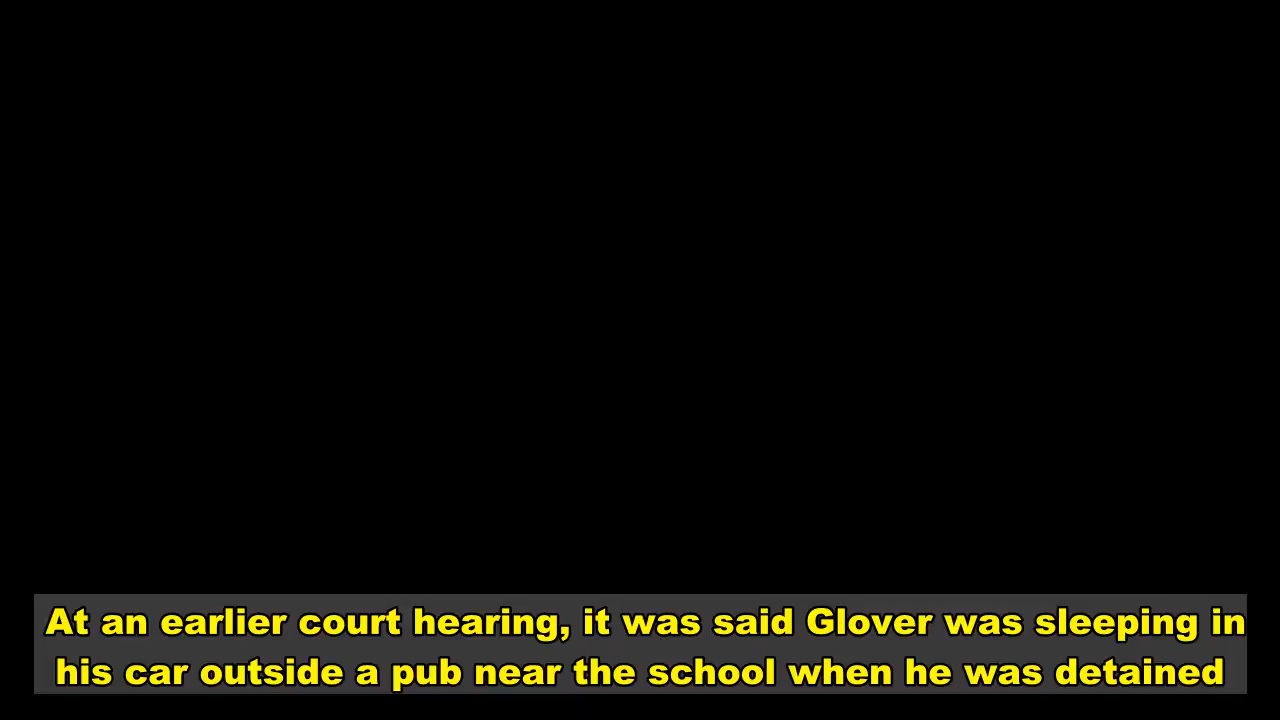 At an earlier court hearing, it was said Glover was sleeping in
his car outside a pub near the school when he was detained